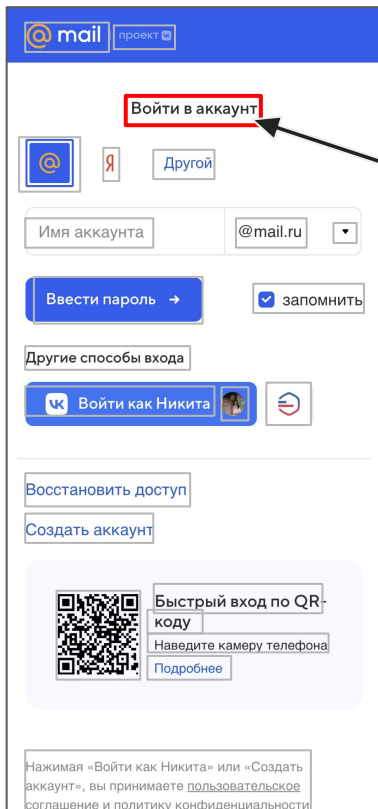 @mail проект
Войти в аккаунт
@ Я Другой
Имя аккаунта @mail.ru
Ввести пароль →
запомнить
Другие способы входа
Войти как Никита
Восстановить доступ
Создать аккаунт
Быстрый вход по QR-
коду
Наведите камеру телефона
Подробнее
Нажимая «Войти как Никита» или «Создать
аккаунт», вы принимаете пользовательское
соглашение и политику конфиденциальности